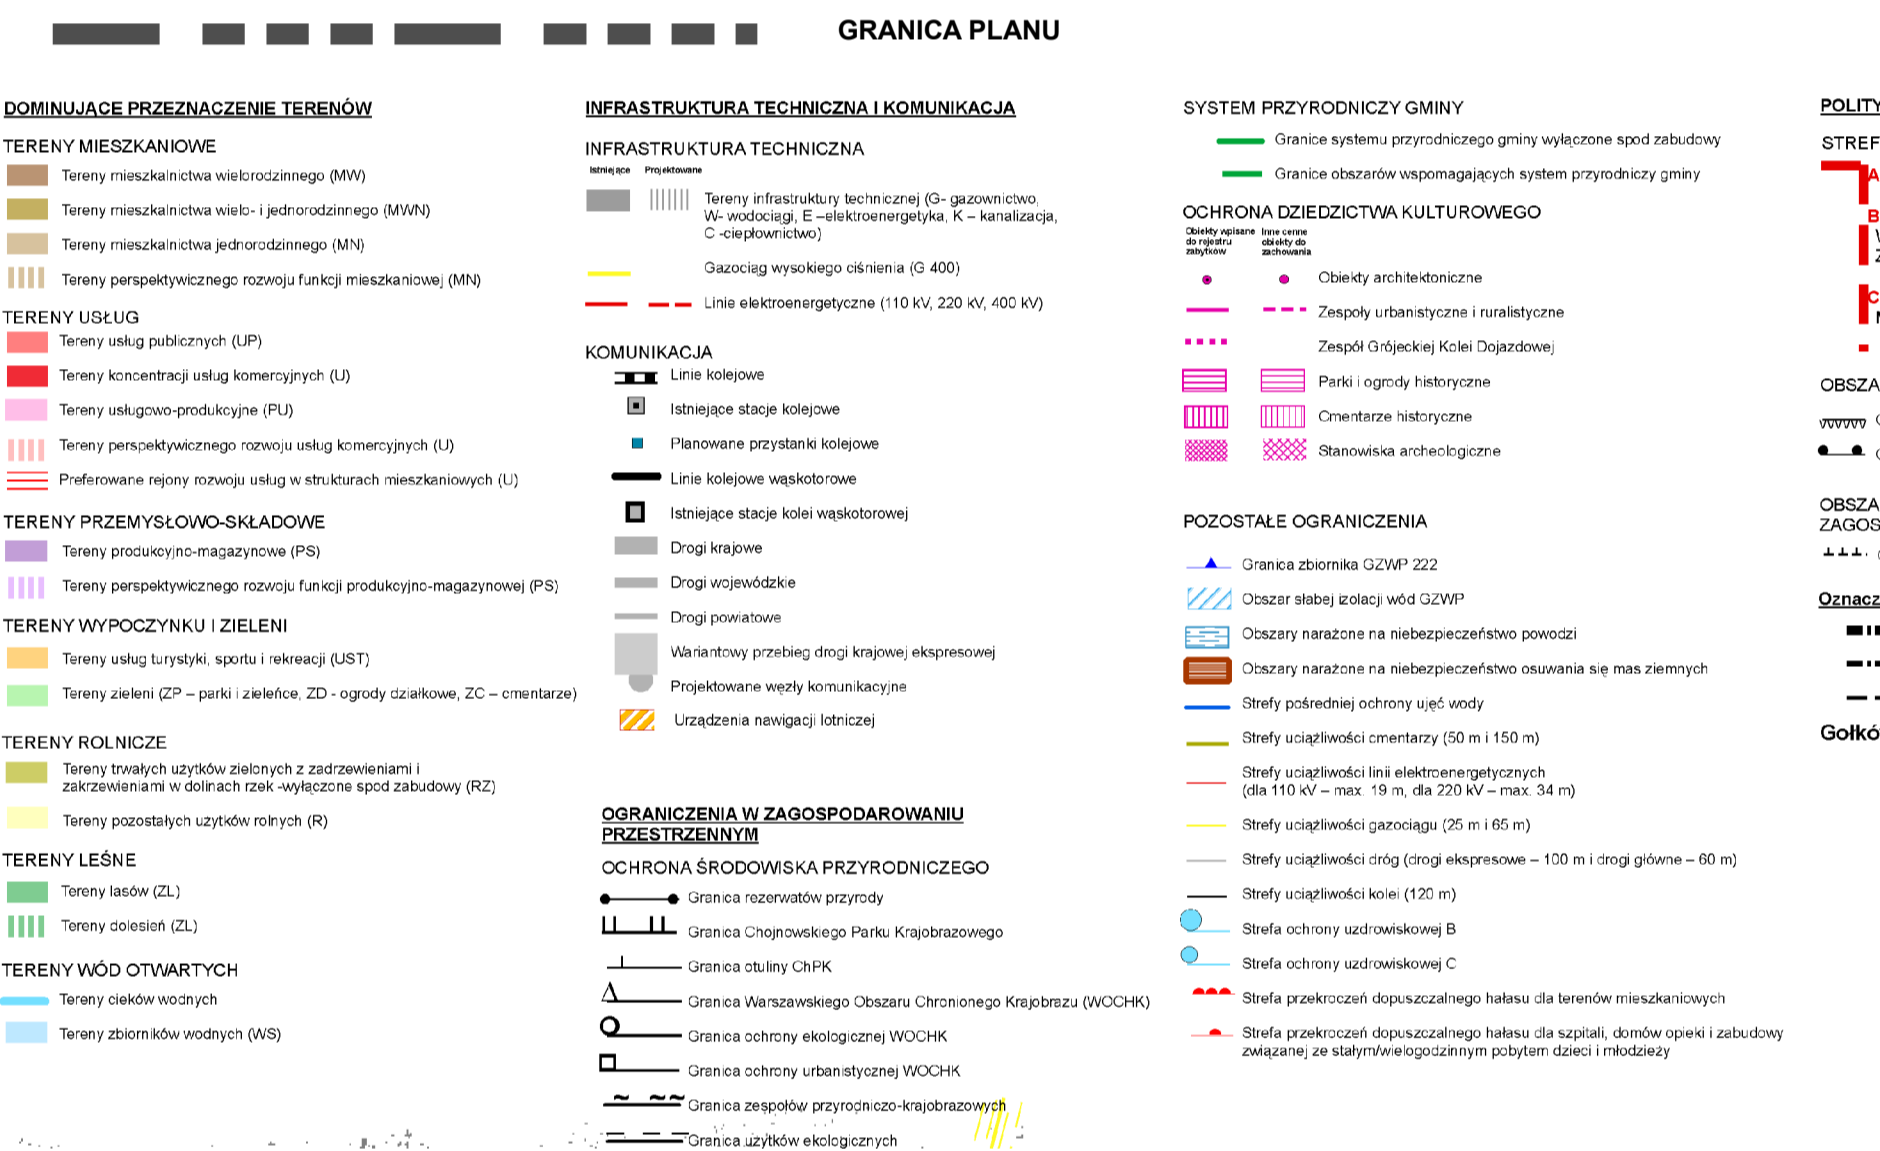 GRANICA PLANU
DOMINUJĄCE PRZEZNACZENIE TERENÓW
TERENY MIESZKANIOWE
Tereny mieszkalnictwa wielorodzinnego (MW)
Tereny mieszkalnictwa wielo- i jednorodzinnego (MWN)
Tereny mieszkalnictwa jednorodzinnego (MN)
Tereny perspektywicznego rozwoju funkcji mieszkaniowej (MN)
TERENY USŁUG
Tereny usług publicznych (UP)
Tereny koncentracji usług komercyjnych (U)
Tereny usługowo-produkcyjne (PU)
Tereny perspektywicznego rozwoju usług komercyjnych (U)
Preferowane rejony rozwoju usług w strukturach mieszkaniowych (U)
TERENY PRZEMYSŁOWO-SKŁADOWE
Tereny produkcyjno-magazynowe (PS)
Tereny perspektywicznego rozwoju funkcji produkcyjno-magazynowej (PS)
TERENY WYPOCZYNKU I ZIELENI
Tereny usług turystyki, sportu i rekreacji (UST)
Tereny zieleni (ZP – parki i zieleńce, ZD - ogrody działkowe, ZC – cmentarze)
TERENY ROLNICZE
Tereny trwałych użytków zielonych z zadrzewieniami i
zakrzewieniami w dolinach rzek -wyłączone spod zabudowy (RZ)
Tereny pozostałych użytków rolnych (R)
TERENY LEŚNE
Tereny lasów (ZL)
Tereny dolesień (ZL)
TERENY WÓD OTWARTYCH
Tereny cieków wodnych
Tereny zbiorników wodnych (WS)
INFRASTRUKTURA TECHNICZNA I KOMUNIKACJA
INFRASTRUKTURA TECHNICZNA
Istniejące Projektowane
Tereny infrastruktury technicznej (G- gazownictwo,
W- wodociągi, E –elektroenergetyka, K – kanalizacja,
C -ciepłownictwo)
Gazociąg wysokiego ciśnienia (G 400)
Linie elektroenergetyczne (110 kV, 220 kV, 400 kV)
KOMUNIKACJA
Linie kolejowe
Istniejące stacje kolejowe
Planowane przystanki kolejowe
Linie kolejowe wąskotorowe
Istniejące stacje kolei wąskotorowej
Drogi krajowe
Drogi wojewódzkie
Drogi powiatowe
Wariantowy przebieg drogi krajowej ekspresowej
Projektowane węzły komunikacyjne
Urządzenia nawigacji lotniczej
OGRANICZENIA W ZAGOSPODAROWANIU
PRZESTRZENNYM
OCHRONA ŚRODOWISKA PRZYRODNICZEGO
Granica rezerwatów przyrody
Granica Chojnowskiego Parku Krajobrazowego
Granica otuliny ChPK
Granica Warszawskiego Obszaru Chronionego Krajobrazu (WOCHK)
Granica ochrony ekologicznej WOCHK
Granica ochrony urbanistycznej WOCHK
Granica zespołów przyrodniczo-krajobrazowych
Granica użytków ekologicznych
SYSTEM PRZYRODNICZY GMINY
Granice systemu przyrodniczego gminy wyłączone spod zabudowy
Granice obszarów wspomagających system przyrodniczy gminy
OCHRONA DZIEDZICTWA KULTUROWEGO
Obiekty wpisane Inne cenne
do rejestru obiekty do
zabytków zachowania
Obiekty architektoniczne
Zespoły urbanistyczne i ruralistyczne
Zespół Grójeckiej Kolei Dojazdowej
Parki i ogrody historyczne
Cmentarze historyczne
Stanowiska archeologiczne
POZOSTAŁE OGRANICZENIA
Granica zbiornika GZWP 222
Obszar słabej izolacji wód GZWP
Obszary narażone na niebezpieczeństwo powodzi
Obszary narażone na niebezpieczeństwo osuwania się mas ziemnych
Strefy pośredniej ochrony ujęć wody
Strefy uciążliwości cmentarzy (50 m i 150 m)
Strefy uciążliwości linii elektroenergetycznych
(dla 110 kV – max. 19 m, dla 220 kV – max. 34 m)
Strefy uciążliwości gazociągu (25 m i 65 m)
Strefy uciążliwości dróg (drogi ekspresowe – 100 m i drogi główne – 60 m)
Strefy uciążliwości kolei (120 m)
Strefa ochrony uzdrowiskowej B
Strefa ochrony uzdrowiskowej C
Strefa przekroczeń dopuszczalnego hałasu dla terenów mieszkaniowych
Strefa przekroczeń dopuszczalnego hałasu dla szpitali, domów opieki i zabudowy
związanej ze stałym/wielogodzinnym pobytem dzieci i młodzieży
POLITY
STREF
A
B
C
OBSZA
OBSZA
ZAGOS
Oznacz
Gołkó